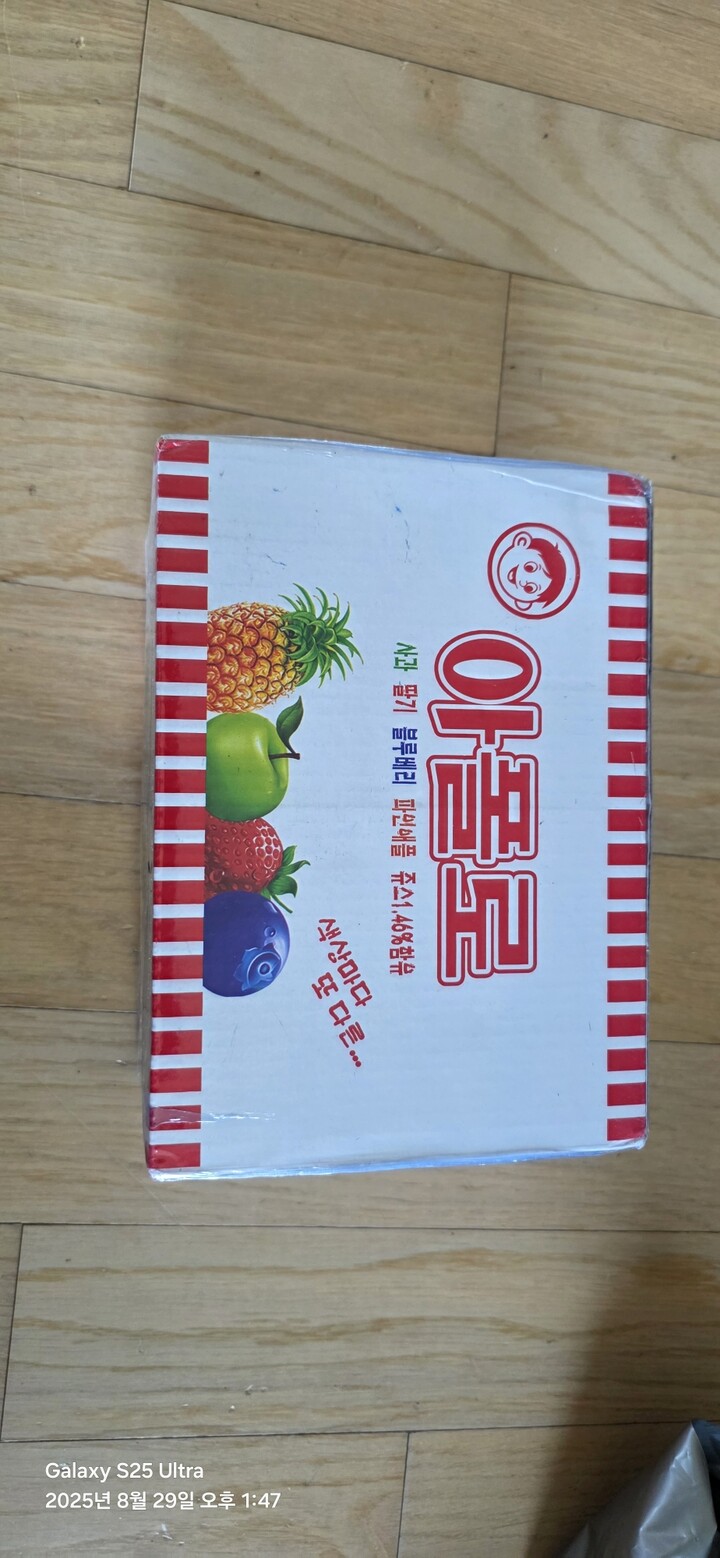 아폴로
사과 딸기 블루베리 파인애플 쥬스1.46%함유
색상마다
또 다른...
Galaxy S25 Ultra
2025년 8월 29일 오후 1:47